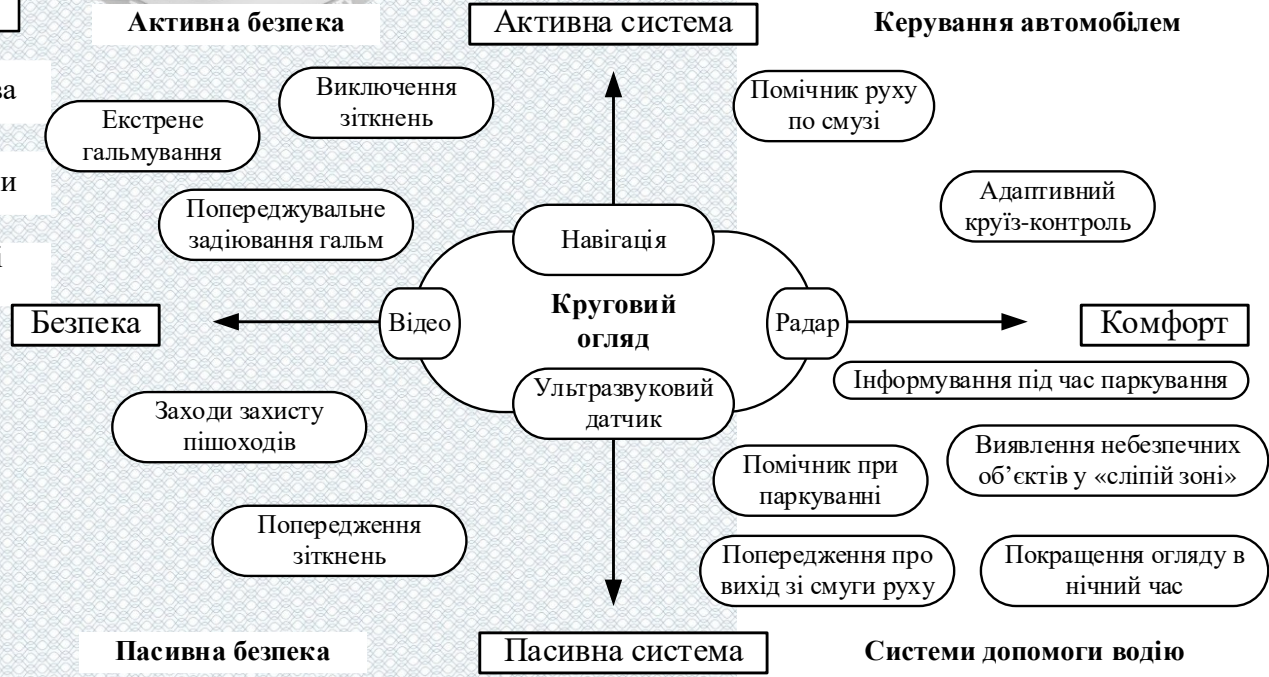 Активна безпека
Активна система
Керування автомобілем
Виключення
зіткнень
Помічник руху
по смузі
Екстрене
гальмування
Адаптивний
круїз-контроль
Попереджувальне
задіювання гальм
Навігація
Безпека
Відео
Круговий
огляд
Радар
Комфорт
Інформування під час паркування
Ультразвуковий
датчик
Заходи захисту
пішоходів
Помічник при
паркуванні
Виявлення небезпечних
об’єктів у «сліпій зоні»
Попередження
зіткнень
Попередження про
вихід зі смуги руху
Покращення огляду в
нічний час
Пасивна безпека
Пасивна система
Системи допомоги водію